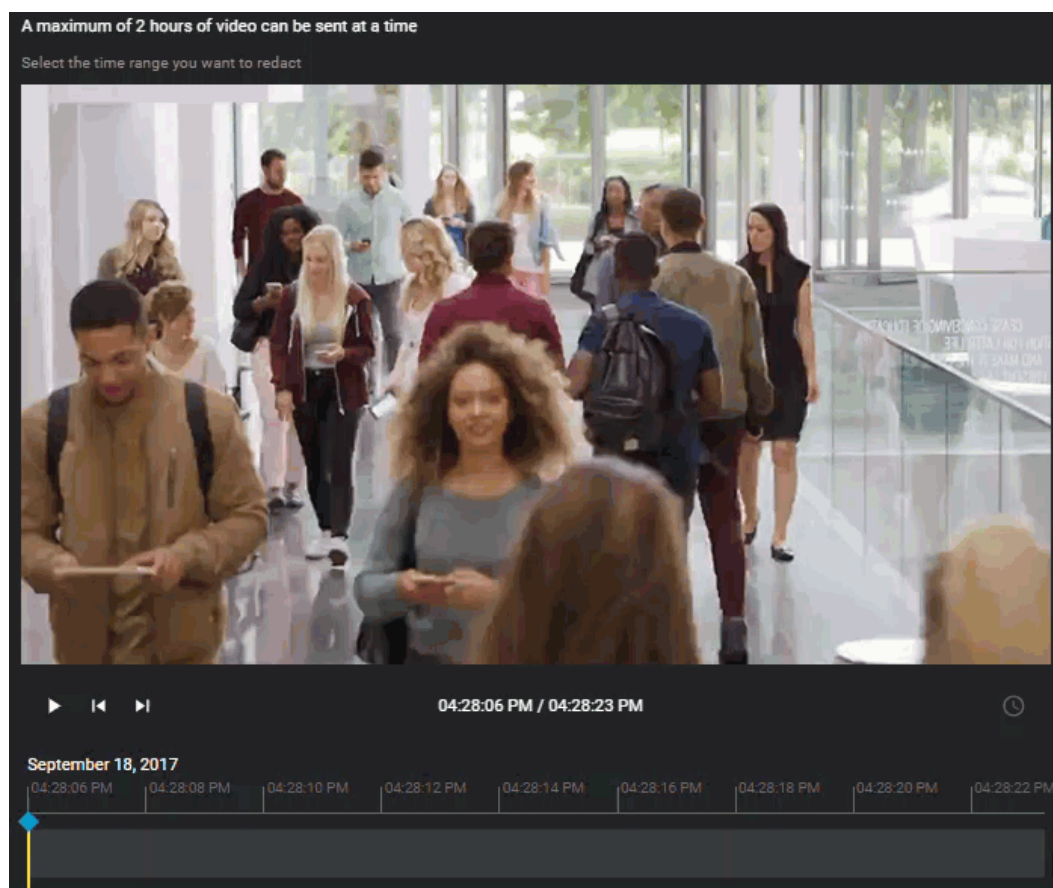 A maximum of 2 hours of video can be sent at a time
Select the time range you want to redact
04:28:06 PM / 04:28:23 PM
September 18, 2017
04:28:06 PM 04:28:08 PM 04:28:10 PM 04:28:12 PM 04:28:14 PM 04:28:16 PM 04:28:18 PM 04:28:20 PM 04:28:22 PM